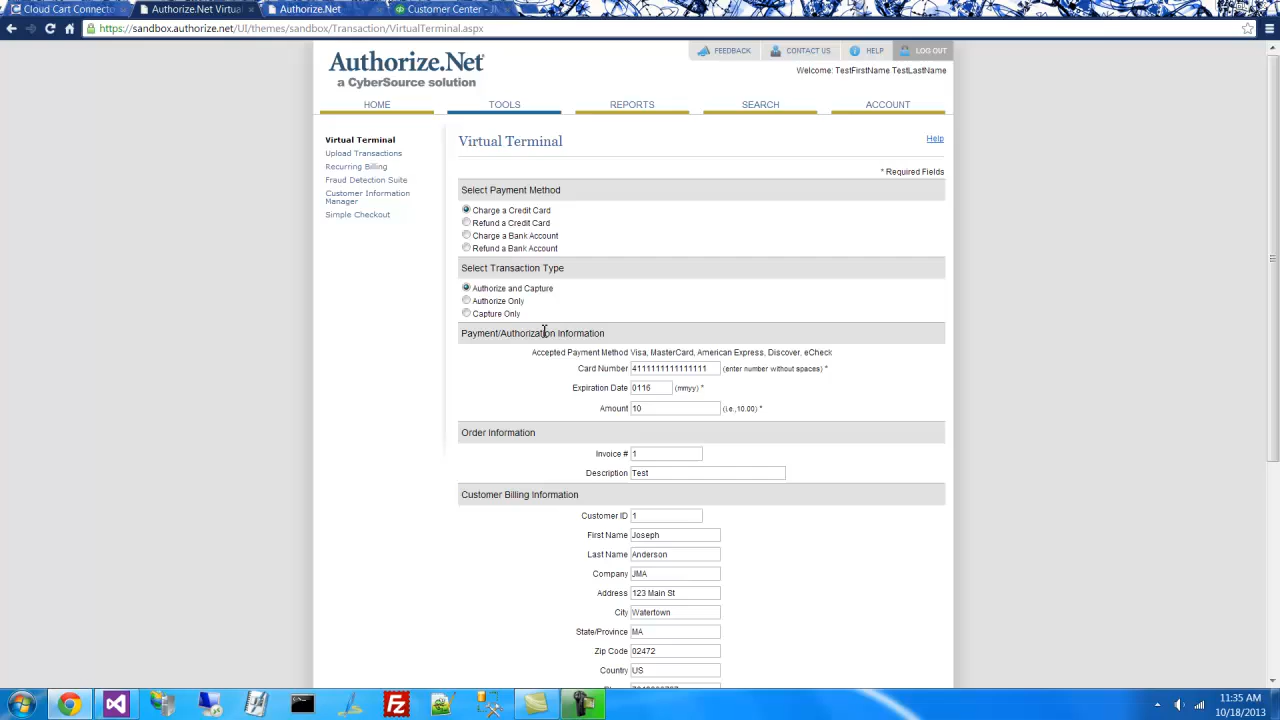 Cloud Cart Connector
Authorize.Net Virtu
Authorize.Net
Customer Center - JM
https://sandbox.authorize.net/UI/themes/sandbox/Transaction/VirtualTerminal.aspx
FEEDBACK
CONTACT US
HELP
LOG OUT
Authorize.Net
a CyberSource solution
Welcome: TestFirstName TestLastName
HOME
TOOLS
REPORTS
SEARCH
ACCOUNT
Virtual Terminal
Upload Transactions
Recurring Billing
Fraud Detection Suite
Customer Information
Manager
Simple Checkout
Virtual Terminal
Help
* Required Fields
Select Payment Method
Charge a Credit Card
Refund a Credit Card
Charge a Bank Account
Refund a Bank Account
Select Transaction Type
Authorize and Capture
Authorize Only
Capture Only
Payment/Authorization Information
Accepted Payment Method Visa, MasterCard, American Express, Discover, eCheck
Card Number 4111111111111111 (enter number without spaces) *
Expiration Date 0116 (mmyy) *
Amount 10 (i.e.,10.00) *
Order Information
Invoice # 1
Description Test
Customer Billing Information
Customer ID 1
First Name Joseph
Last Name Anderson
Company JMA
Address 123 Main St
City Watertown
State/Province MA
Zip Code 02472
Country US
11:35 AM
10/18/2013